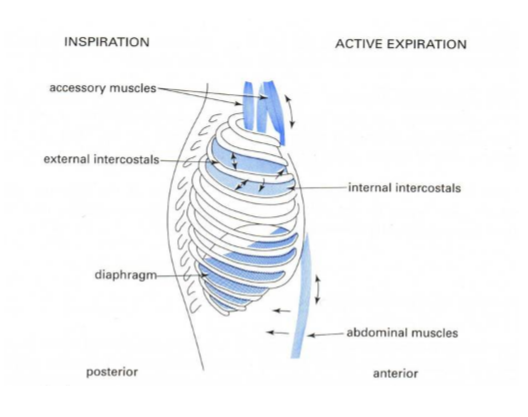 INSPIRATION
ACTIVE EXPIRATION
accessory muscles
external intercostals
internal intercostals
diaphragm
abdominal muscles
posterior
anterior